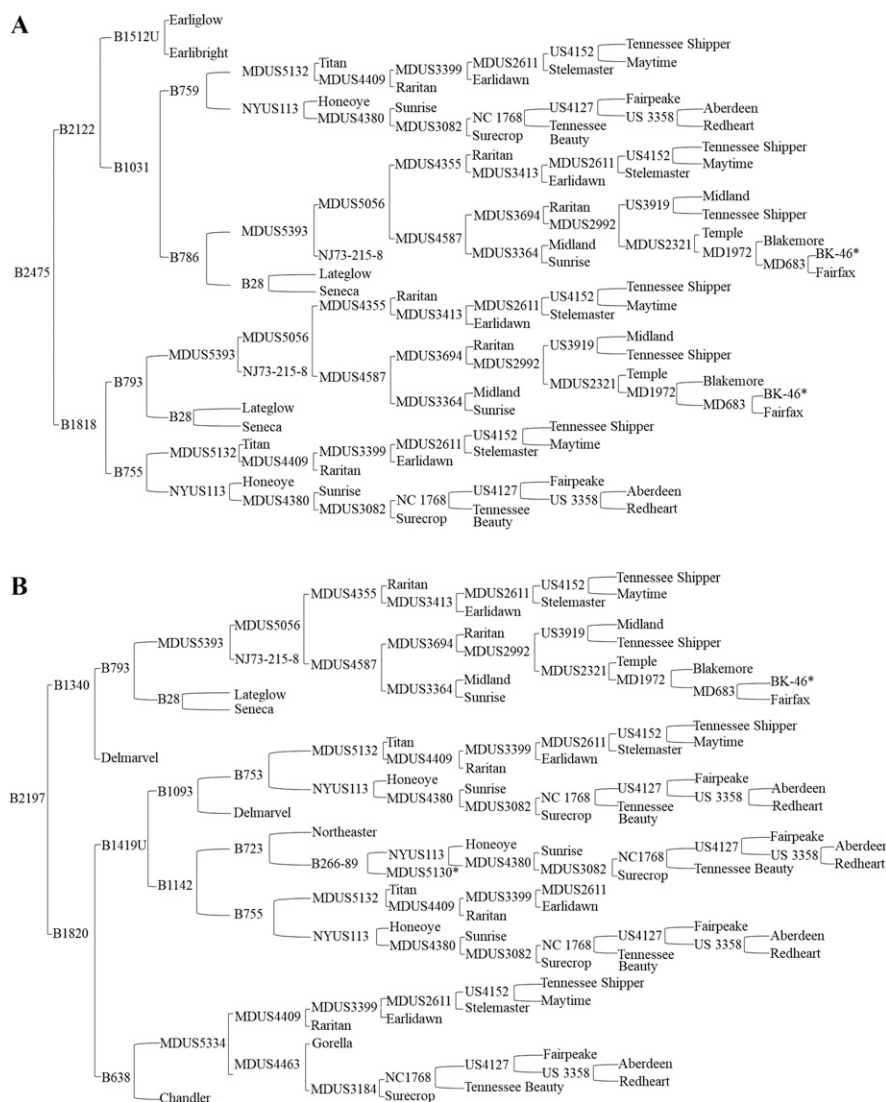 A
Earliglow
B1512U
Earlibright
Tennessee Shipper
US4152
MDUS2611
Maytime
Titan
MDUS5132
MDUS3399
Stelemaster
MDUS4409
Earlidawn
B759
Raritan
Fairpeake
Honeoye
Sunrise
US4127
Aberdeen
NYUS113
MDUS4380
NC 1768
US 3358
MDUS3082
Redheart
B2122
Surecrop
Tennessee
Beauty
Tennessee Shipper
Raritan
US4152
MDUS4355
MDUS2611
Maytime
B1031
MDUS3413
Stelemaster
Earlidawn
MDUS5056
Midland
US3919
Raritan
MDUS3694
Tennessee Shipper
MDUS5393
MDUS2992
Temple
MDUS4587
MDUS2321
Blakemore
B786
NJ73-215-8
Midland
MD1972
BK-46*
MDUS3364
MD683
Sunrise
Fairfax
B2475
Lateglow
B28
Seneca
Tennessee Shipper
Raritan
MDUS4355
US4152
MDUS2611
Maytime
MDUS3413
Stelemaster
Earlidawn
MDUS5056
Midland
US3919
MDUS5393
Raritan
MDUS3694
Tennessee Shipper
NJ73-215-8
MDUS2992
B793
MDUS4587
Temple
MDUS2321
Blakemore
Midland
MD1972
BK-46*
MDUS3364
MD683
Lateglow
Sunrise
Fairfax
B28
B1818
Seneca
Tennessee Shipper
Titan
US4152
MDUS2611
MDUS5132
MDUS3399
Maytime
MDUS4409
Stelemaster
Earlidawn
B755
Raritan
Honeoye
Fairpeake
NYUS113
Sunrise
US4127
Aberdeen
MDUS4380
NC 1768
US 3358
MDUS3082
Redheart
Surecrop
Tennessee
Beauty
B
Tennessee Shipper
Raritan
US4152
MDUS4355
MDUS2611
Maytime
MDUS3413
Stelemaster
Earlidawn
MDUS5056
Midland
US3919
MDUS5393
Raritan
MDUS3694
Tennessee Shipper
NJ73-215-8
MDUS2992
B793
MDUS4587
Temple
MDUS2321
Blakemore
Midland
MD1972
BK-46*
B1340
MDUS3364
MD683
Lateglow
Sunrise
Fairfax
B28
Seneca
Tennessee Shipper
Titan
US4152
MDUS5132
MDUS2611
Maytime
Delmarvel
MDUS4409
MDUS3399
Stelemaster
B753
Earlidawn
Raritan
Fairpeake
Honeoye
B1093
NYUS113
Sunrise
US4127
Aberdeen
B2197
MDUS4380
NC 1768
US 3358
MDUS3082
Redheart
Delmarvel
Surecrop
Tennessee
Beauty
Northeaster
Fairpeake
B1419U
Honeoye
B723
NYUS113
Sunrise
US4127
Aberdeen
B266-89
MDUS4380
NC1768
US 3358
MDUS5130*
MDUS3082
Redheart
Surecrop
Tennessee Beauty
B1142
Titan
MDUS2611
MDUS5132
MDUS3399
MDUS4409
Earlidawn
B755
Raritan
Honeoye
Fairpeake
B1820
NYUS113
Sunrise
US4127
Aberdeen
MDUS4380
NC 1768
US 3358
MDUS3082
Redheart
Surecrop
Tennessee
Beauty
Tennessee Shipper
US4152
MDUS2611
Maytime
MDUS4409
MDUS3399
Stelemaster
Earlidawn
Raritan
MDUS5334
Gorella
Fairpeake
MDUS4463
US4127
Aberdeen
NC1768
US 3358
B638
MDUS3184
Redheart
Surecrop
Tennessee Beauty
Chandler